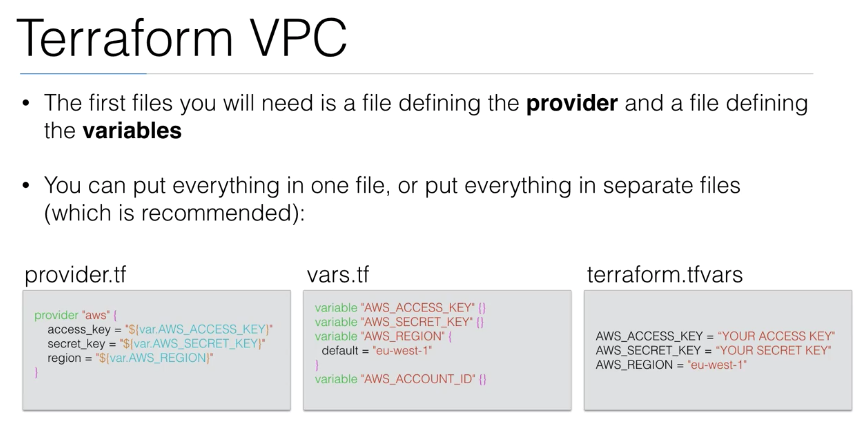 Terraform VPC
• The first files you will need is a file defining the provider and a file defining
the variables
• You can put everything in one file, or put everything in separate files
(which is recommended):
provider.tf
provider "aws" {
access_key = "${var.AWS_ACCESS_KEY}"
secret_key = "${var.AWS_SECRET_KEY}"
region = "${var.AWS_REGION}"
}
vars.tf
variable "AWS_ACCESS_KEY" {}
variable "AWS_SECRET_KEY" {}
variable "AWS_REGION" {
default = "eu-west-1"
}
variable "AWS_ACCOUNT_ID" {}
terraform.tfvars
AWS_ACCESS_KEY = "YOUR ACCESS KEY"
AWS_SECRET_KEY = "YOUR SECRET KEY"
AWS_REGION = "eu-west-1"